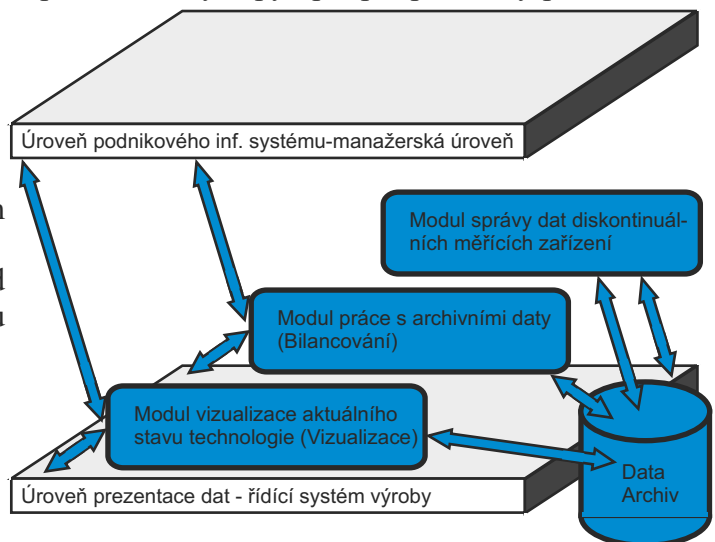 Úroveň podnikového inf. systému-manažerská úroveň
Modul správy dat diskontinuál-
ních měřících zařízení
Modul práce s archivními daty
(Bilancování)
Modul vizualizace aktuálního
stavu technologie (Vizualizace)
Data
Archiv
Úroveň prezentace dat - řídící systém výroby